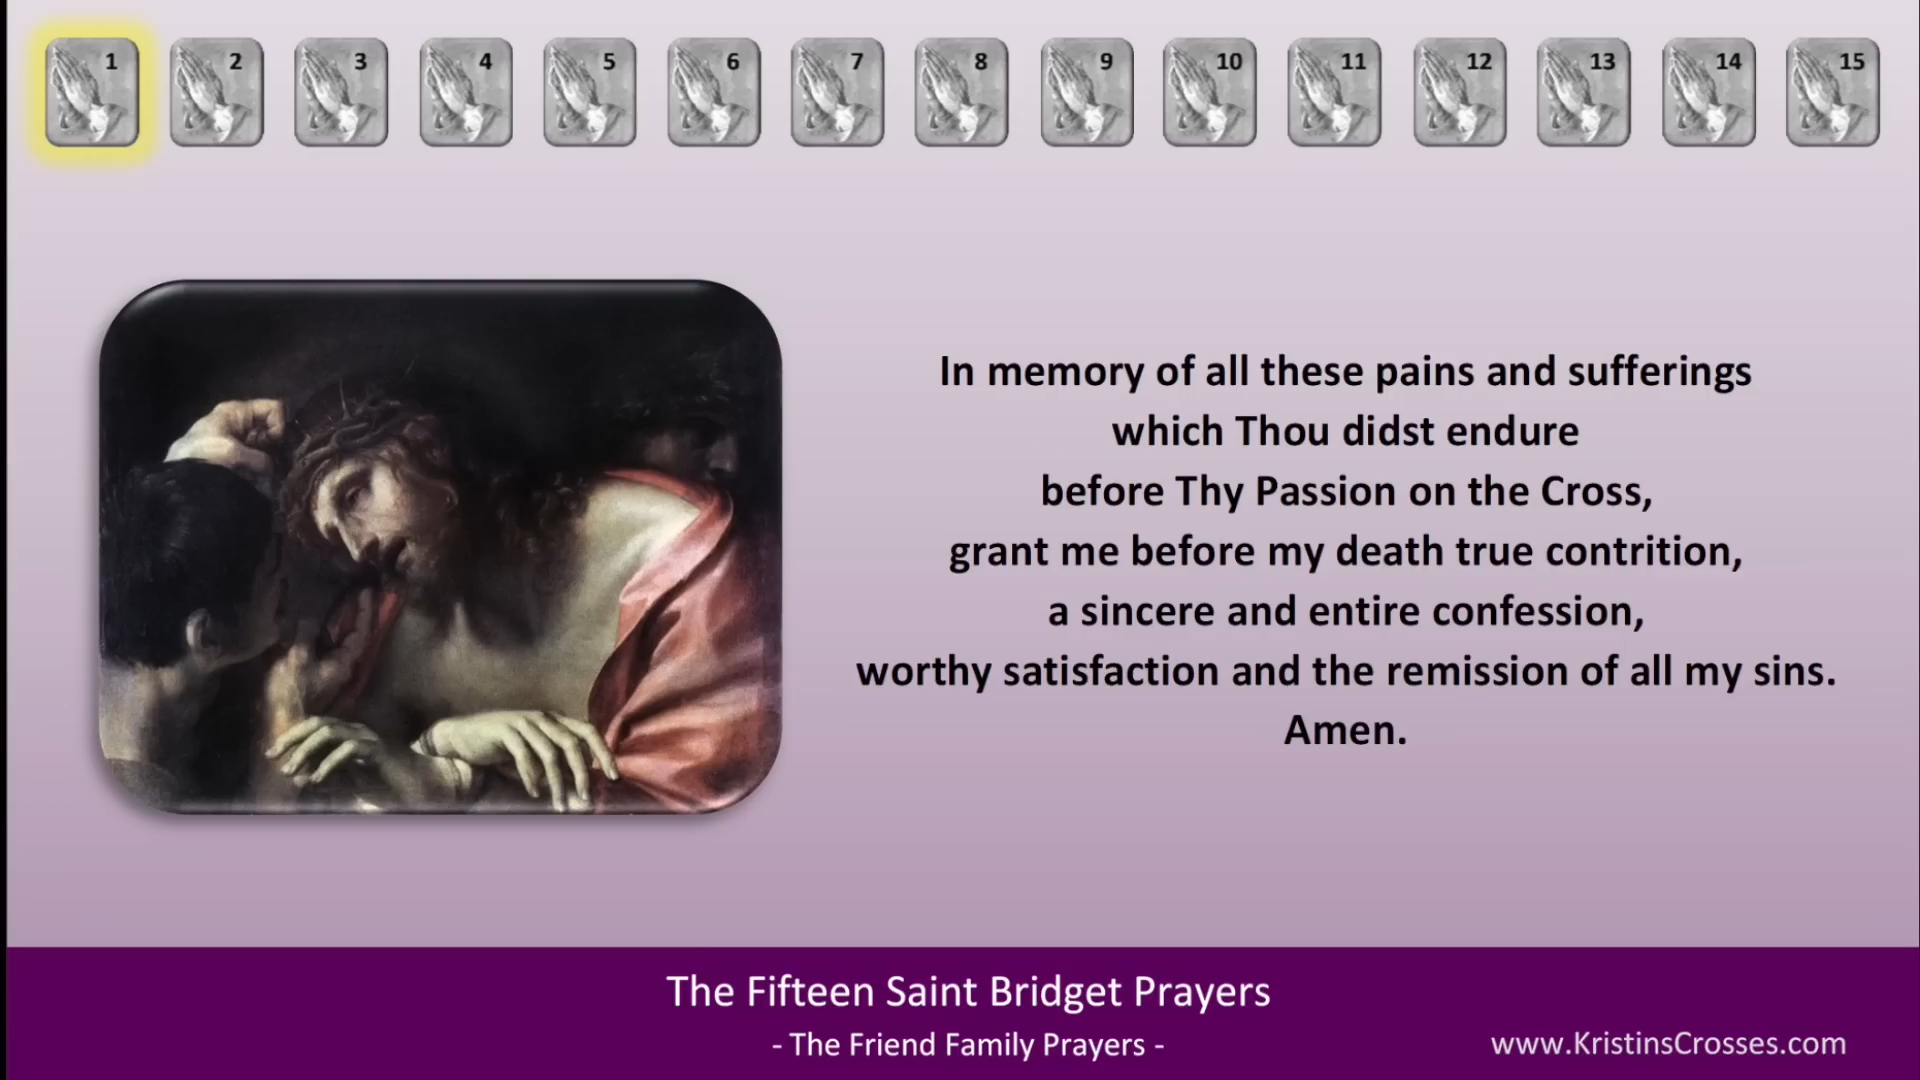 1 2 3 4 5 6 7 8 9 10 11 12 13 14 15
In memory of all these pains and sufferings
which Thou didst endure
before Thy Passion on the Cross,
grant me before my death true contrition,
a sincere and entire confession,
worthy satisfaction and the remission of all my sins.
Amen.
The Fifteen Saint Bridget Prayers
- The Friend Family Prayers -
www.KristinsCrosses.com